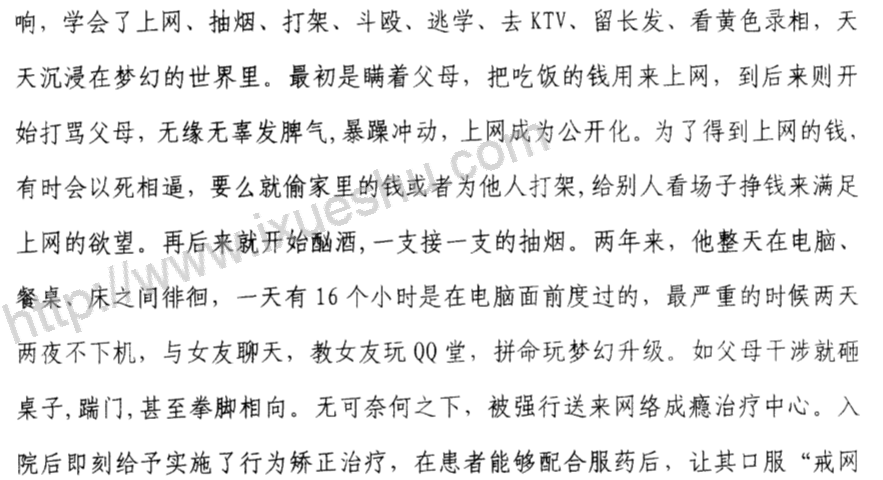 响，学会了上网、抽烟、打架、斗殴、逃学、去KTV、留长发、看黄色录相，天
天沉浸在梦幻的世界里。最初是瞒着父母，把吃饭的钱用来上网，到后来则开
始打骂父母，无缘无辜发脾气,暴躁冲动，上网成为公开化。为了得到上网的钱、
有时会以死相逼，要么就偷家里的钱或者为他人打架,给别人看场子挣钱来满足
上网的欲望。再后来就开始酗酒,一支接一支的抽烟。两年来，他整天在电脑、
餐桌、床之间徘徊，一天有16个小时是在电脑面前度过的，最严重的时候两天
两夜不下机，与女友聊天，教女友玩QQ堂，拼命玩梦幻升级。如父母干涉就砸
桌子,踹门,甚至拳脚相向。无可奈何之下，被强行送来网络成瘾治疗中心。入
院后即刻给予实施了行为矫正治疗，在患者能够配合服药后，让其口服“戒网
http://www.ixueshu.com